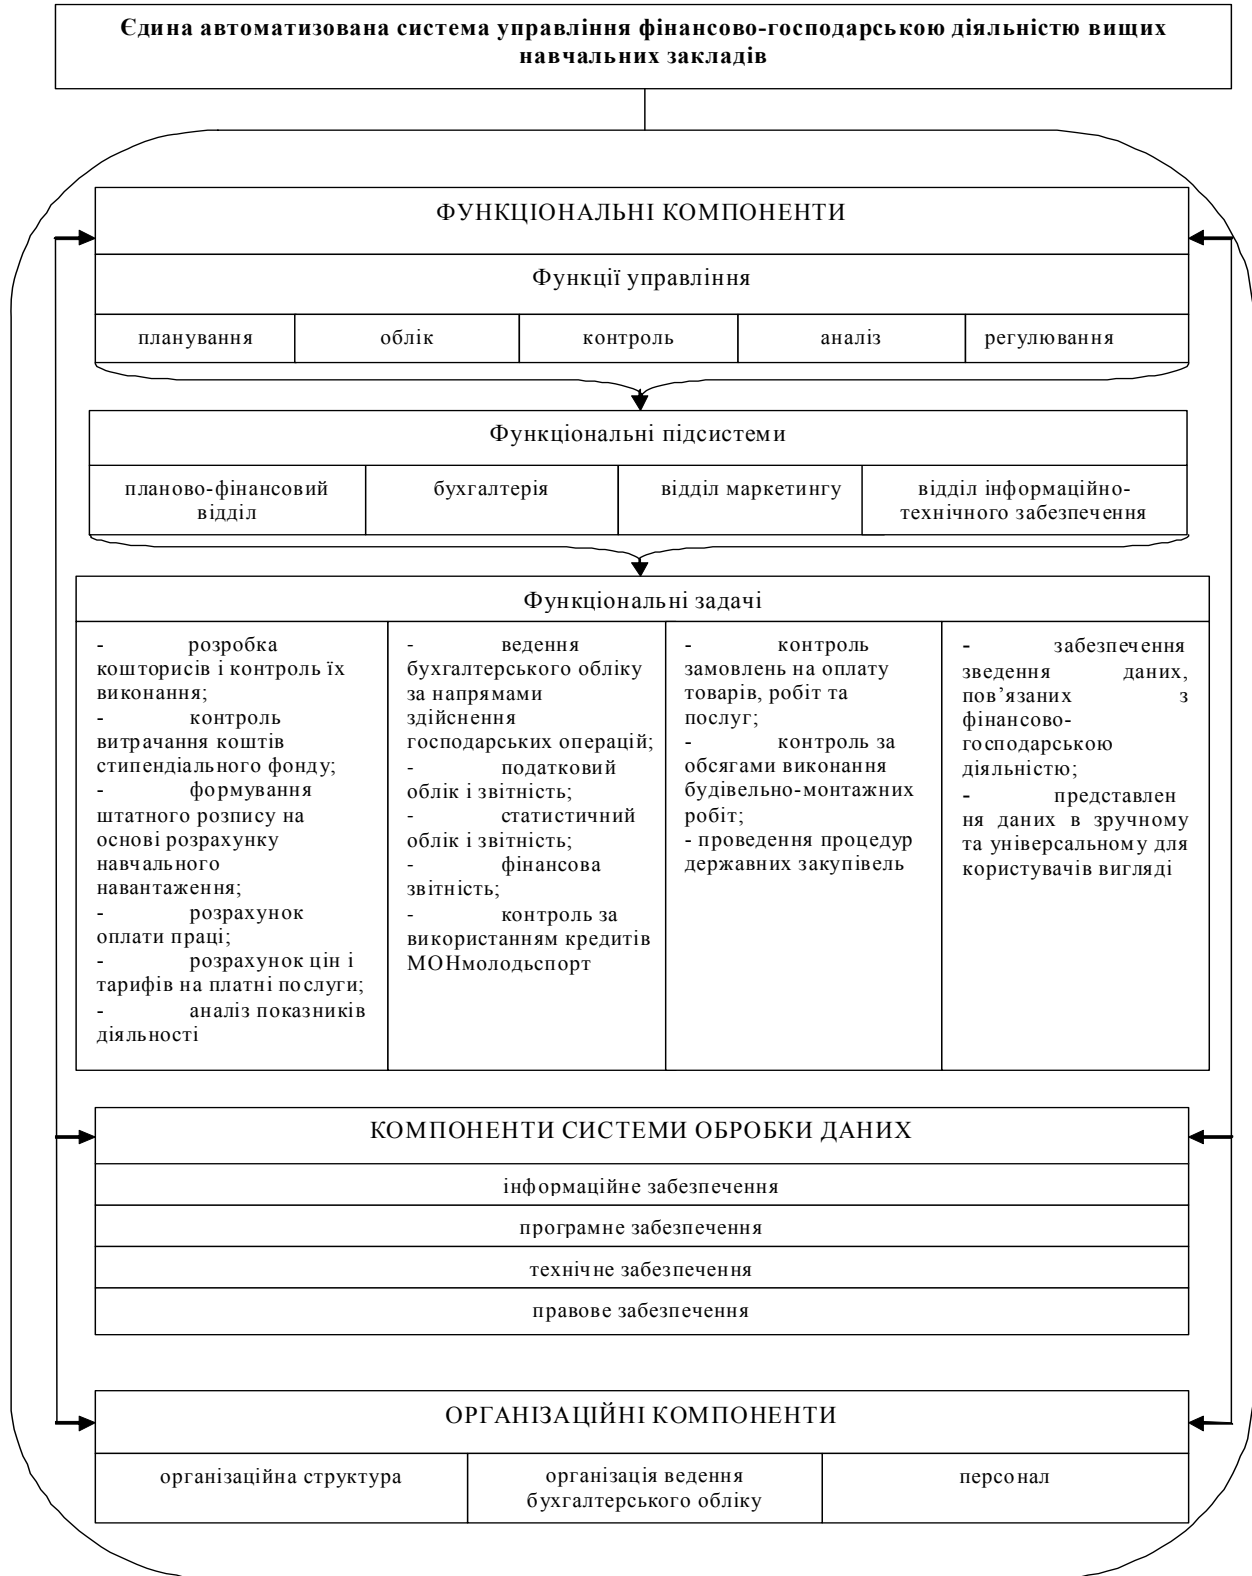 Єдина автоматизована система управління фінансово-господарською діяльністю вищих
навчальних закладів
ФУНКЦІОНАЛЬНІ КОМПОНЕНТИ
Функції управління
планування
облік
контроль
аналіз
регулювання
Функціональні підсистеми
планово-фінансовий
відділ
бухгалтерія
відділ маркетингу
відділ інформаційно-
технічного забезпечення
Функціональні задачі
- розробка
кошторисів і контроль їх
виконання;
- контроль
витрачання коштів
стипендіального фонду;
- формування
штатного розпису на
основі розрахунку
навчального
навантаження;
- розрахунок
оплати праці;
- розрахунок цін і
тарифів на платні послуги;
- аналіз показників
діяльності
- ведення
бухгалтерського обліку
за напрямами
здійснення
господарських операцій;
- податковий
облік і звітність;
- статистичний
облік і звітність;
- фінансова
звітність;
- контроль за
використанням кредитів
МОНмолодьспорт
- контроль
замовлень на оплату
товарів, робіт та
послуг;
- контроль за
обсягами виконання
будівельно-монтажних
робіт;
- проведення процедур
державних закупівель
- забезпечення
зведення даних,
пов’язаних з
фінансово-
господарською
діяльністю;
- представлен
ня даних в зручному
та універсальному для
користувачів вигляді
КОМПОНЕНТИ СИСТЕМИ ОБРОБКИ ДАНИХ
інформаційне забезпечення
програмне забезпечення
технічне забезпечення
правове забезпечення
ОРГАНІЗАЦІЙНІ КОМПОНЕНТИ
організаційна структура
організація ведення
бухгалтерського обліку
персонал